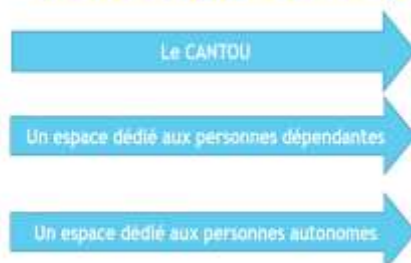 Le CANTOU
Un espace dédié aux personnes dépendantes
Un espace dédié aux personnes autonomes